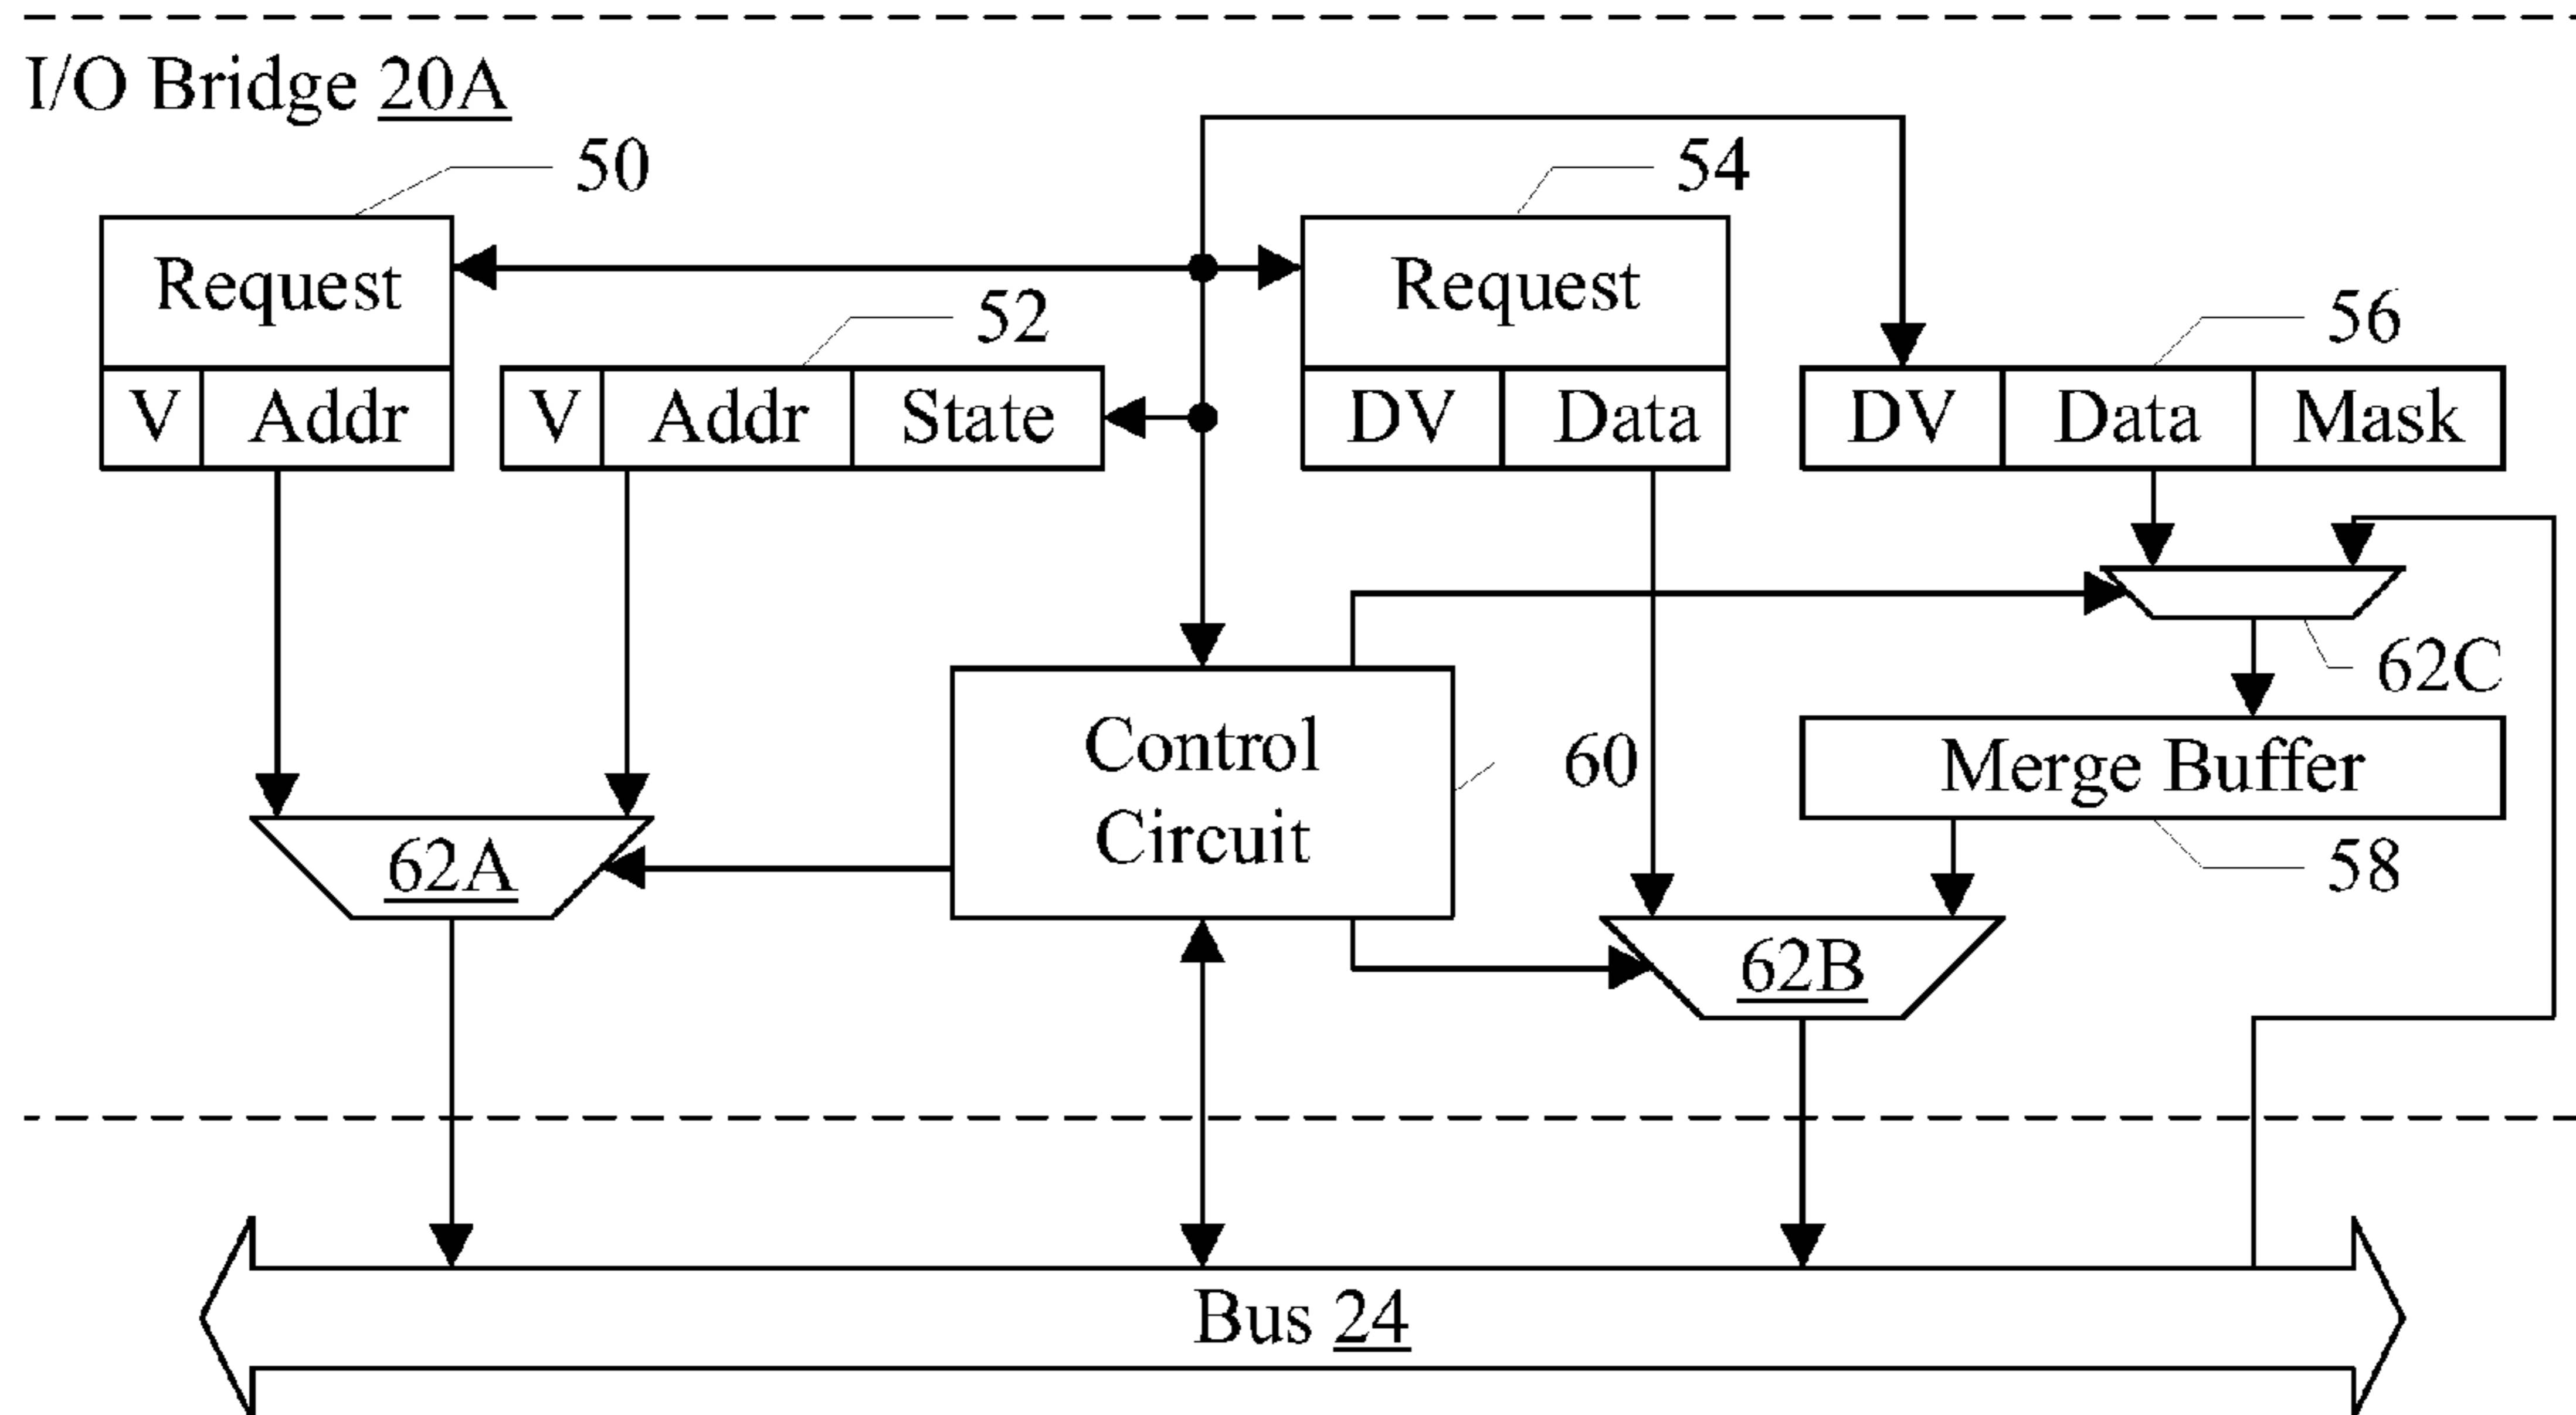 I/O Bridge 20A
50
54
Request
Request
52
56
V Addr
V Addr State
DV Data
DV Data Mask
62C
Control
Circuit
60
Merge Buffer
62A
58
62B
Bus 24